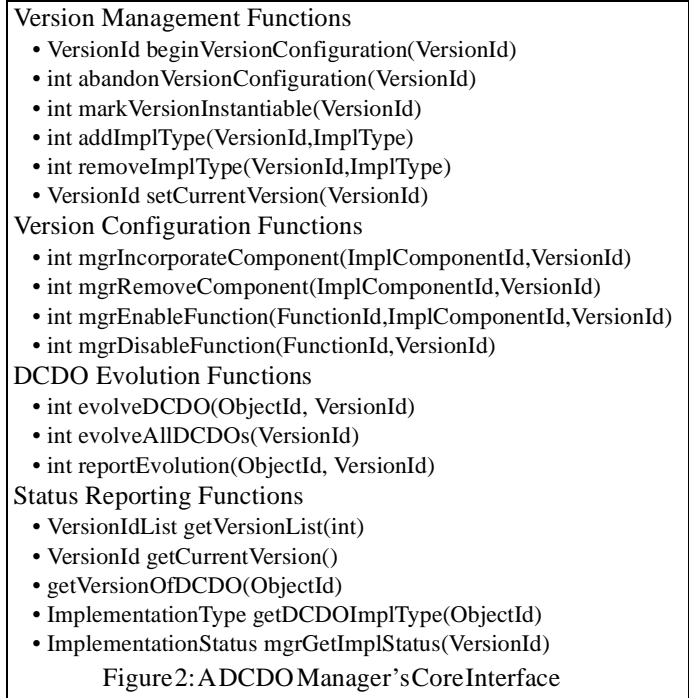 Version Management Functions
• VersionId beginVersionConfiguration(VersionId)
• int abandonVersionConfiguration(VersionId)
• int markVersionInstantiable(VersionId)
• int addImplType(VersionId,ImplType)
• int removeImplType(VersionId,ImplType)
• VersionId setCurrentVersion(VersionId)
Version Configuration Functions
• int mgrIncorporateComponent(ImplComponentId,VersionId)
• int mgrRemoveComponent(ImplComponentId,VersionId)
• int mgrEnableFunction(FunctionId,ImplComponentId,VersionId)
• int mgrDisableFunction(FunctionId,VersionId)
DCDO Evolution Functions
• int evolveDCDO(ObjectId, VersionId)
• int evolveAllDCDOs(VersionId)
• int reportEvolution(ObjectId, VersionId)
Status Reporting Functions
• VersionIdList getVersionList(int)
• VersionId getCurrentVersion()
• getVersionOfDCDO(ObjectId)
• ImplementationType getDCDOImplType(ObjectId)
• ImplementationStatus mgrGetImplStatus(VersionId)
Figure2: A DCDO Manager's Core Interface